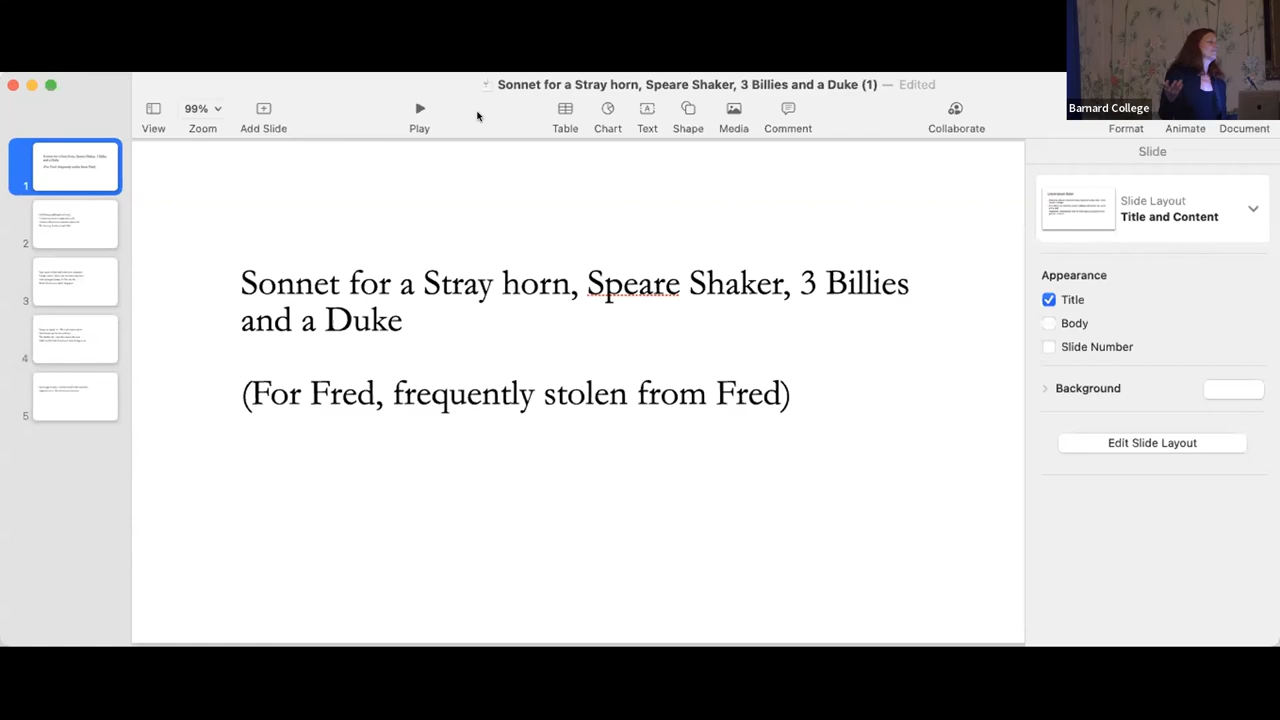 Sonnet for a Stray horn, Speare Shaker, 3 Billies and a Duke (1) — Edited
Barnard College
99%
View
Zoom
Add Slide
Play
Table
Chart
Text
Shape
Media
Comment
Collaborate
Format
Animate
Document
1
2
3
4
5
Sonnet for a Stray horn, Speare Shaker, 3 Billies
and a Duke
(For Fred, frequently stolen from Fred)
Slide
Slide Layout
Title and Content
Appearance
Title
Body
Slide Number
Background
Edit Slide Layout